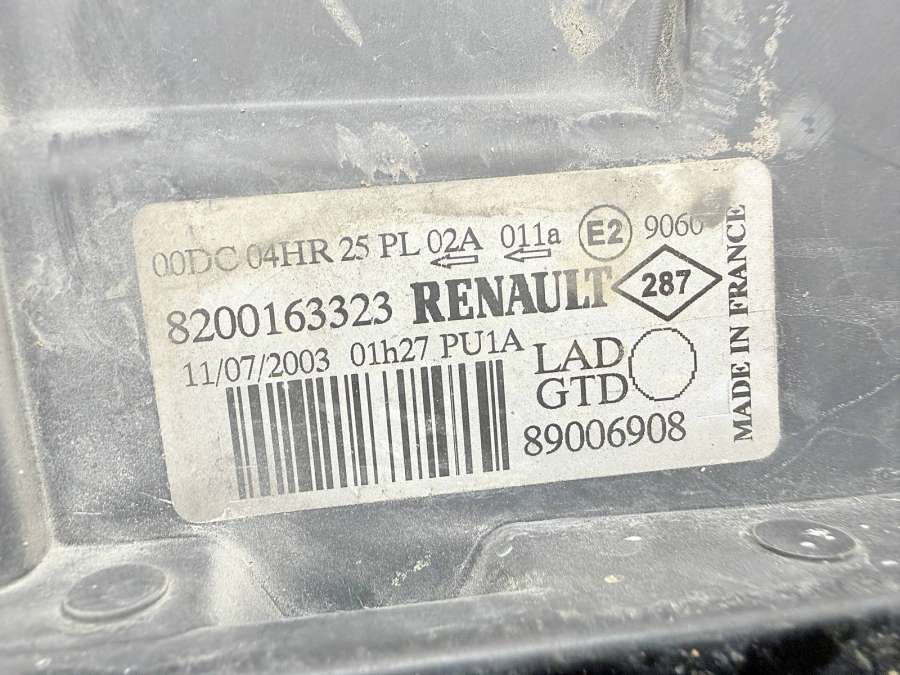 00DC 04HR 25 PL 02A 011a E2 9060
8200163323 RENAULT 287
11/07/2003 01h27 PU1A
LAD
GTD
89006908
MADE IN FRANCE